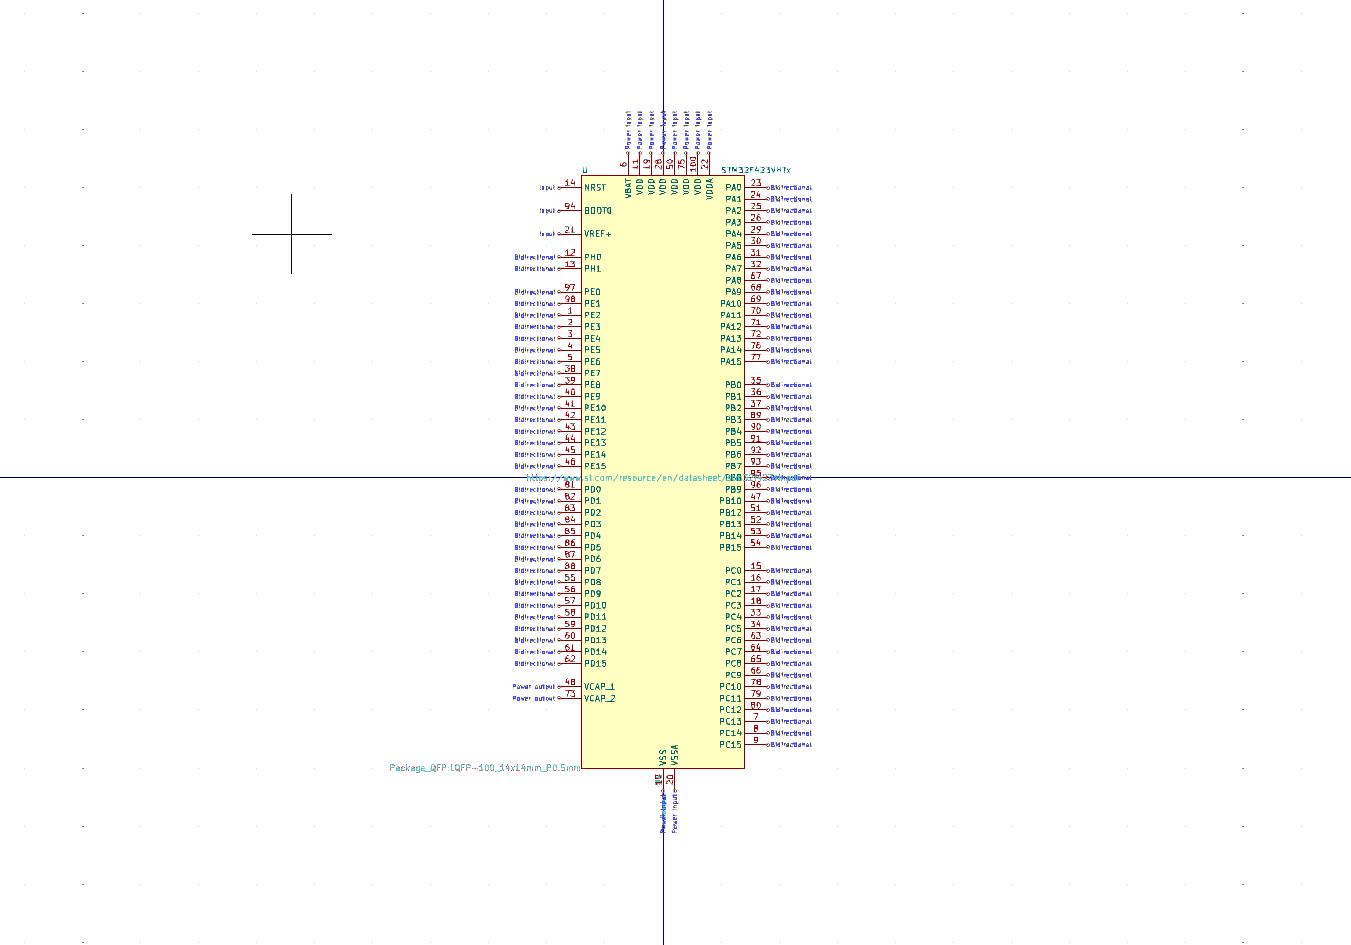 Power input Power input Power input Power input Power input Power input Power input Power input
6 11 19 28 50 75 100 22
U STM32F423VHTx
VBAT VDD VDD VDD VDD VDD VDD VDDA
Input 14 NRST PA0 23 Bidirectional
PA1 24 Bidirectional
Input 94 BOOT0 PA2 25 Bidirectional
PA3 26 Bidirectional
Input 21 VREF+ PA4 29 Bidirectional
PA5 30 Bidirectional
Bidirectional 12 PH0 PA6 31 Bidirectional
Bidirectional 13 PH1 PA7 32 Bidirectional
PA8 67 Bidirectional
Bidirectional 97 PE0 PA9 68 Bidirectional
Bidirectional 98 PE1 PA10 69 Bidirectional
Bidirectional 1 PE2 PA11 70 Bidirectional
Bidirectional 2 PE3 PA12 71 Bidirectional
Bidirectional 3 PE4 PA13 72 Bidirectional
Bidirectional 4 PE5 PA14 76 Bidirectional
Bidirectional 5 PE6 PA15 77 Bidirectional
Bidirectional 38 PE7
Bidirectional 39 PE8 PB0 35 Bidirectional
Bidirectional 40 PE9 PB1 36 Bidirectional
Bidirectional 41 PE10 PB2 37 Bidirectional
Bidirectional 42 PE11 PB3 89 Bidirectional
Bidirectional 43 PE12 PB4 90 Bidirectional
Bidirectional 44 PE13 PB5 91 Bidirectional
Bidirectional 45 PE14 PB6 92 Bidirectional
Bidirectional 46 PE15 PB7 93 Bidirectional
https://www.st.com/resource/en/datasheet/ PB8 95 Bidirectional
Bidirectional 81 PD0 PB9 96 Bidirectional
Bidirectional 82 PD1 PB10 47 Bidirectional
Bidirectional 83 PD2 PB12 51 Bidirectional
Bidirectional 84 PD3 PB13 52 Bidirectional
Bidirectional 85 PD4 PB14 53 Bidirectional
Bidirectional 86 PD5 PB15 54 Bidirectional
Bidirectional 87 PD6
Bidirectional 88 PD7 PC0 15 Bidirectional
Bidirectional 55 PD8 PC1 16 Bidirectional
Bidirectional 56 PD9 PC2 17 Bidirectional
Bidirectional 57 PD10 PC3 18 Bidirectional
Bidirectional 58 PD11 PC4 33 Bidirectional
Bidirectional 59 PD12 PC5 34 Bidirectional
Bidirectional 60 PD13 PC6 63 Bidirectional
Bidirectional 61 PD14 PC7 64 Bidirectional
Bidirectional 62 PD15 PC8 65 Bidirectional
PC9 66 Bidirectional
Power output 48 VCAP_1 PC10 78 Bidirectional
Power output 73 VCAP_2 PC11 79 Bidirectional
PC12 80 Bidirectional
PC13 7 Bidirectional
PC14 8 Bidirectional
PC15 9 Bidirectional
VSS VSSA
Package_QFP:LQFP-100_14x14mm_P0.5mm
20
Power input